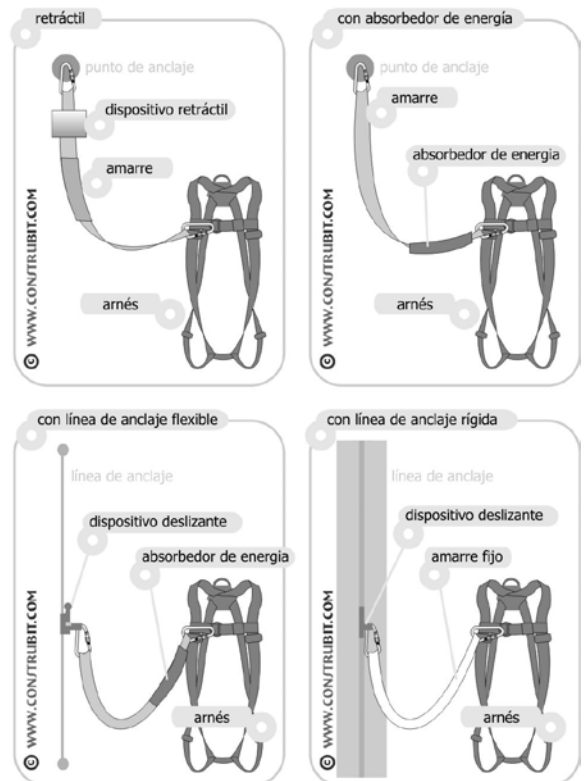 retráctil
punto de anclaje
dispositivo retráctil
amarre
arnés
© WWW.CONSTRUBIT.COM
con absorbedor de energía
punto de anclaje
amarre
absorbedor de energia
arnés
© WWW.CONSTRUBIT.COM
con línea de anclaje flexible
línea de anclaje
dispositivo deslizante
absorbedor de energia
arnés
© WWW.CONSTRUBIT.COM
con línea de anclaje rígida
línea de anclaje
dispositivo deslizante
amarre fijo
arnés
© WWW.CONSTRUBIT.COM